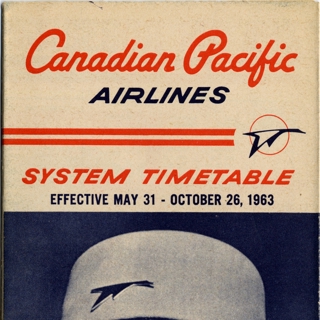 Canadian Pacific
AIRLINES
SYSTEM TIMETABLE
EFFECTIVE MAY 31 - OCTOBER 26, 1963